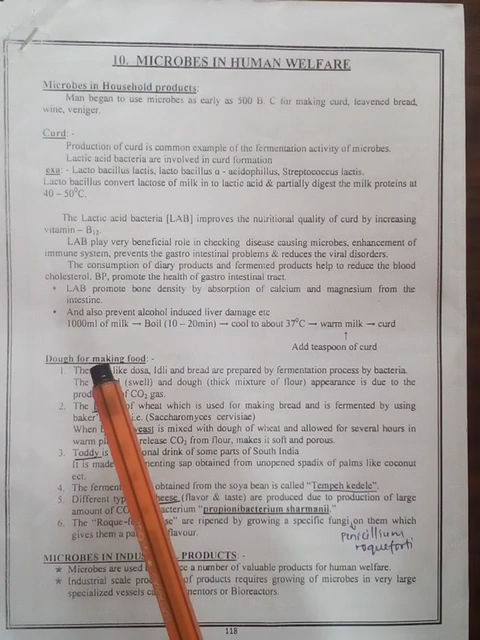 10. MICROBES IN HUMAN WELFARE
Microbes in Household products:
Man began to use microbes as early as 500 B. C for making curd, leavened bread,
wine, veniger.
Curd: -
Production of curd is common example of the fermentation activity of microbes.
Lactic acid bacteria are involved in curd formation
exa: - Lacto bacillus lactis, lacto bacillus α - acidophillus, Streptococcus lactis.
Lacto bacillus convert lactose of milk in to lactic acid & partially digest the milk proteins at
40 – 50°C.
The Lactic acid bacteria [LAB] improves the nutritional quality of curd by increasing
vitamin – B12
LAB play very beneficial role in checking disease causing microbes, enhancement of
immune system, prevents the gastro intestinal problems & reduces the viral disorders.
The consumption of diary products and fermented products help to reduce the blood
cholesterol, BP, promote the health of gastro intestinal tract.
• LAB promote bone density by absorption of calcium and magnesium from the
intestine.
• And also prevent alcohol induced liver damage etc
1000ml of milk → Boil (10 – 20min) → cool to about 37°C → warm milk → curd
↑
Add teaspoon of curd
Dough for making food: -
1. The like dosa, Idli and bread are prepared by fermentation process by bacteria.
The (swell) and dough (thick mixture of flour) appearance is due to the
of CO2 gas.
2. The of wheat which is used for making bread and is fermented by using
baker i.e. (Saccharomyces cervisiae)
When yeast is mixed with dough of wheat and allowed for several hours in
warm release CO2 from flour, makes it soft and porous.
3. Toddy is drink of some parts of South India
It is made sap obtained from unopened spadix of palms like coconut
ect.
4. The obtained from the soya bean is called "Tempeh kedele".
5. Different (flavor & taste) are produced due to production of large
amount of CO2 "propionibacterium sharmanii".
6. The "Roque- are ripened by growing a specific fungi on them which
gives them a flavour.
penicillium
roqueforti
MICROBES IN PRODUCTS: -
* Microbes are used a number of valuable products for human welfare.
* Industrial scale of products requires growing of microbes in very large
specialized vessels or Bioreactors.
118